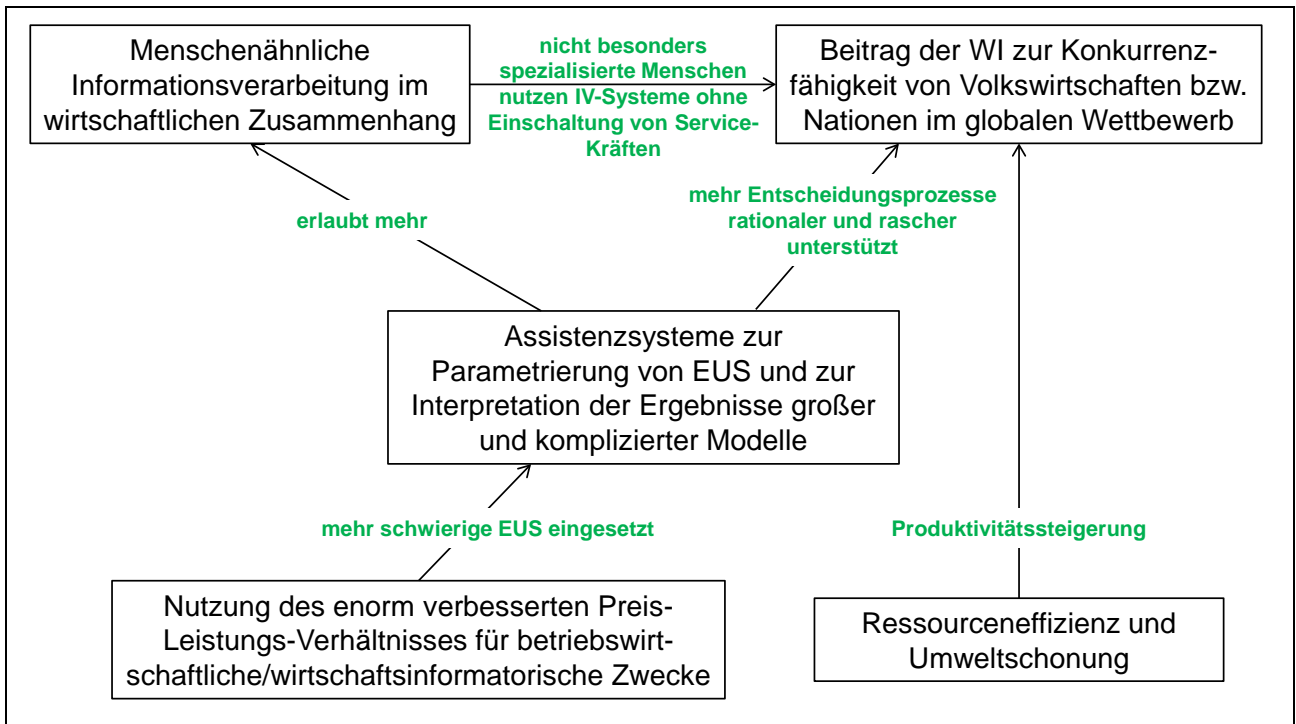 Menschenähnliche
Informationsverarbeitung im
wirtschaftlichen Zusammenhang
nicht besonders
spezialisierte Menschen
nutzen IV-Systeme ohne
Einschaltung von Service-
Kräften
Beitrag der WI zur Konkurrenz-
fähigkeit von Volkswirtschaften bzw.
Nationen im globalen Wettbewerb
erlaubt mehr
mehr Entscheidungsprozesse
rationaler und rascher
unterstützt
Assistenzsysteme zur
Parametrierung von EUS und zur
Interpretation der Ergebnisse großer
und komplizierter Modelle
mehr schwierige EUS eingesetzt
Produktivitätssteigerung
Nutzung des enorm verbesserten Preis-
Leistungs-Verhältnisses für betriebswirt-
schaftliche/wirtschaftsinformatorische Zwecke
Ressourceneffizienz und
Umweltschonung